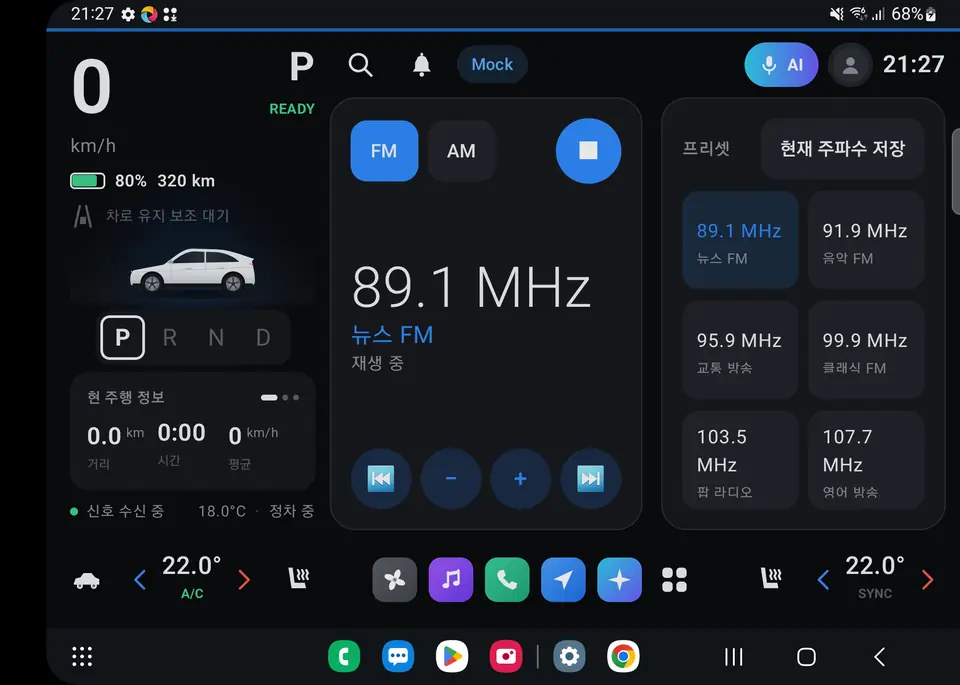 21:27
68%
0
P
READY
km/h
80% 320 km
차로 유지 보조 대기
P R N D
현 주행 정보
0.0 km 0:00 0 km/h
거리 시간 평균
신호 수신 중 18.0°C · 정차 중
Mock
AI
21:27
FM AM
89.1 MHz
뉴스 FM
재생 중
− +
프리셋 현재 주파수 저장
89.1 MHz
뉴스 FM
91.9 MHz
음악 FM
95.9 MHz
교통 방송
99.9 MHz
클래식 FM
103.5
MHz
팝 라디오
107.7
MHz
영어 방송
22.0°
A/C
22.0°
SYNC